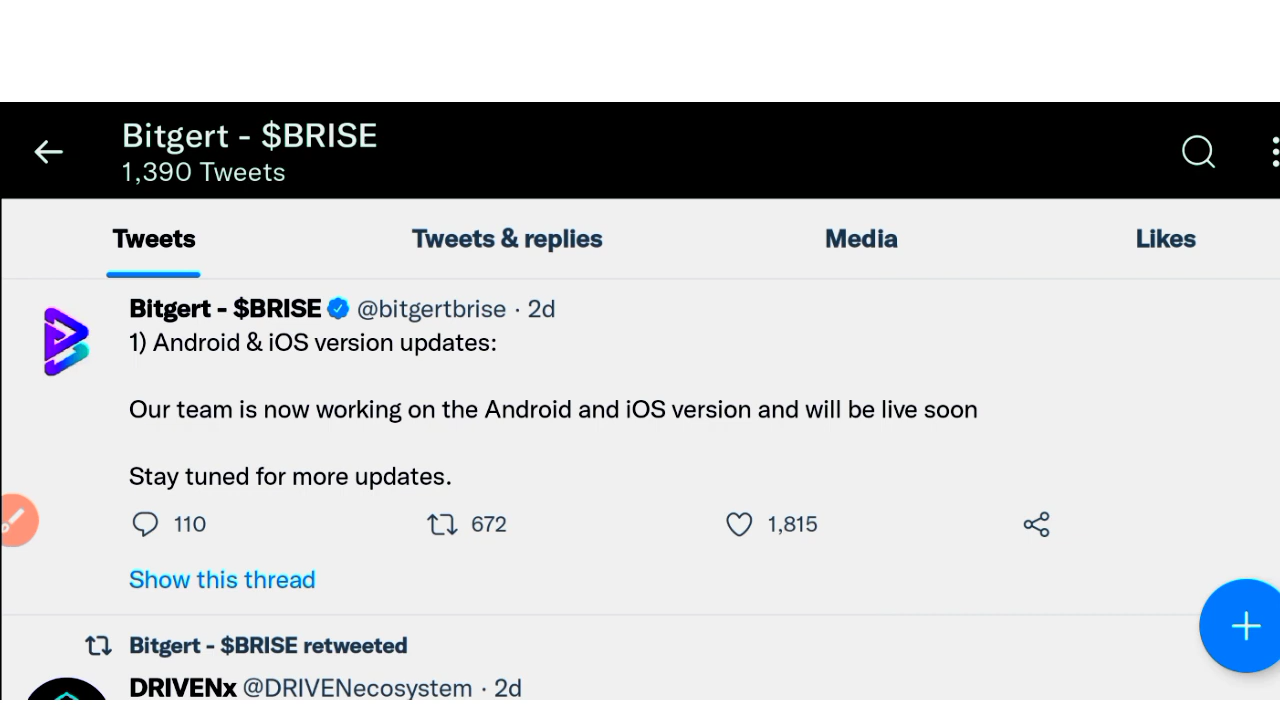 Bitgert - $BRISE
1,390 Tweets
Tweets Tweets & replies Media Likes
Bitgert - $BRISE @bitgertbrise · 2d
1) Android & iOS version updates:
Our team is now working on the Android and iOS version and will be live soon
Stay tuned for more updates.
110 672 1,815
Show this thread
Bitgert - $BRISE retweeted
DRIVENx @DRIVENecosystem · 2d